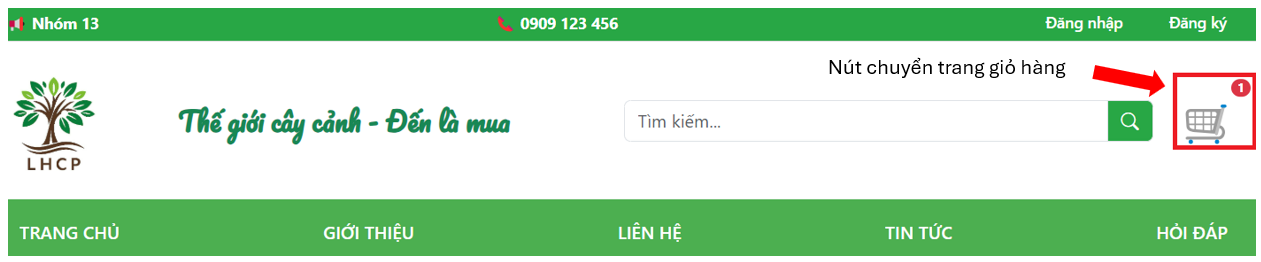 Nhóm 13
0909 123 456
Đăng nhập
Đăng ký
Nút chuyển trang giỏ hàng
1
LHCP
Thế giới cây cảnh - Đến là mua
Tìm kiếm...
TRANG CHỦ
GIỚI THIỆU
LIÊN HỆ
TIN TỨC
HỎI ĐÁP